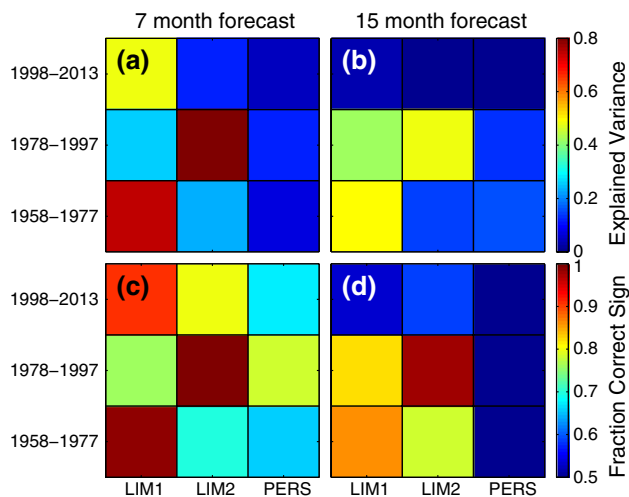 7 month forecast 15 month forecast
(a) (b)
1998–2013
1978–1997
1958–1977
0.8
0.6
0.4
0.2
0
Explained Variance
(c) (d)
1998–2013
1978–1997
1958–1977
1
0.9
0.8
0.7
0.6
0.5
Fraction Correct Sign
LIM1 LIM2 PERS LIM1 LIM2 PERS